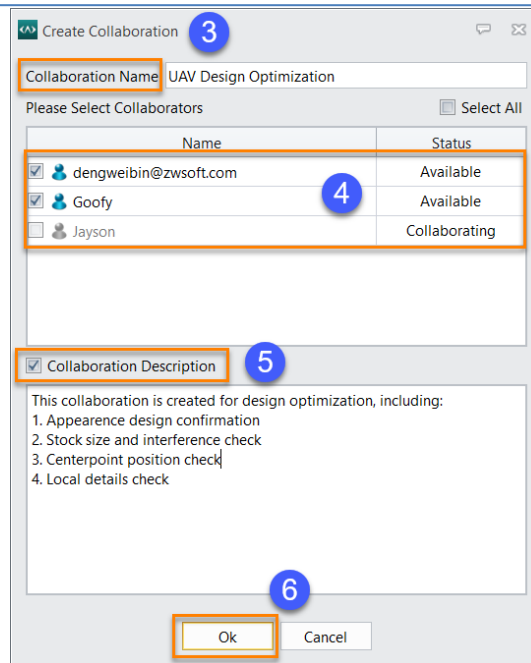 Create Collaboration 3
Collaboration Name UAV Design Optimization
Please Select Collaborators Select All
Name Status
dengweibin@zwsoft.com Available
4
Goofy Available
Jayson Collaborating
Collaboration Description 5
This collaboration is created for design optimization, including:
1. Appearence design confirmation
2. Stock size and interference check
3. Centerpoint position check
4. Local details check
6
Ok Cancel